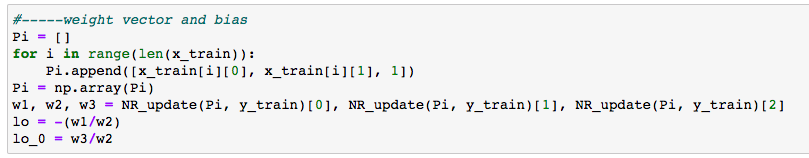 #-----weight vector and bias
Pi = []
for i in range(len(x_train)):
    Pi.append([x_train[i][0], x_train[i][1], 1])
Pi = np.array(Pi)
w1, w2, w3 = NR_update(Pi, y_train)[0], NR_update(Pi, y_train)[1], NR_update(Pi, y_train)[2]
lo = -(w1/w2)
lo_0 = w3/w2